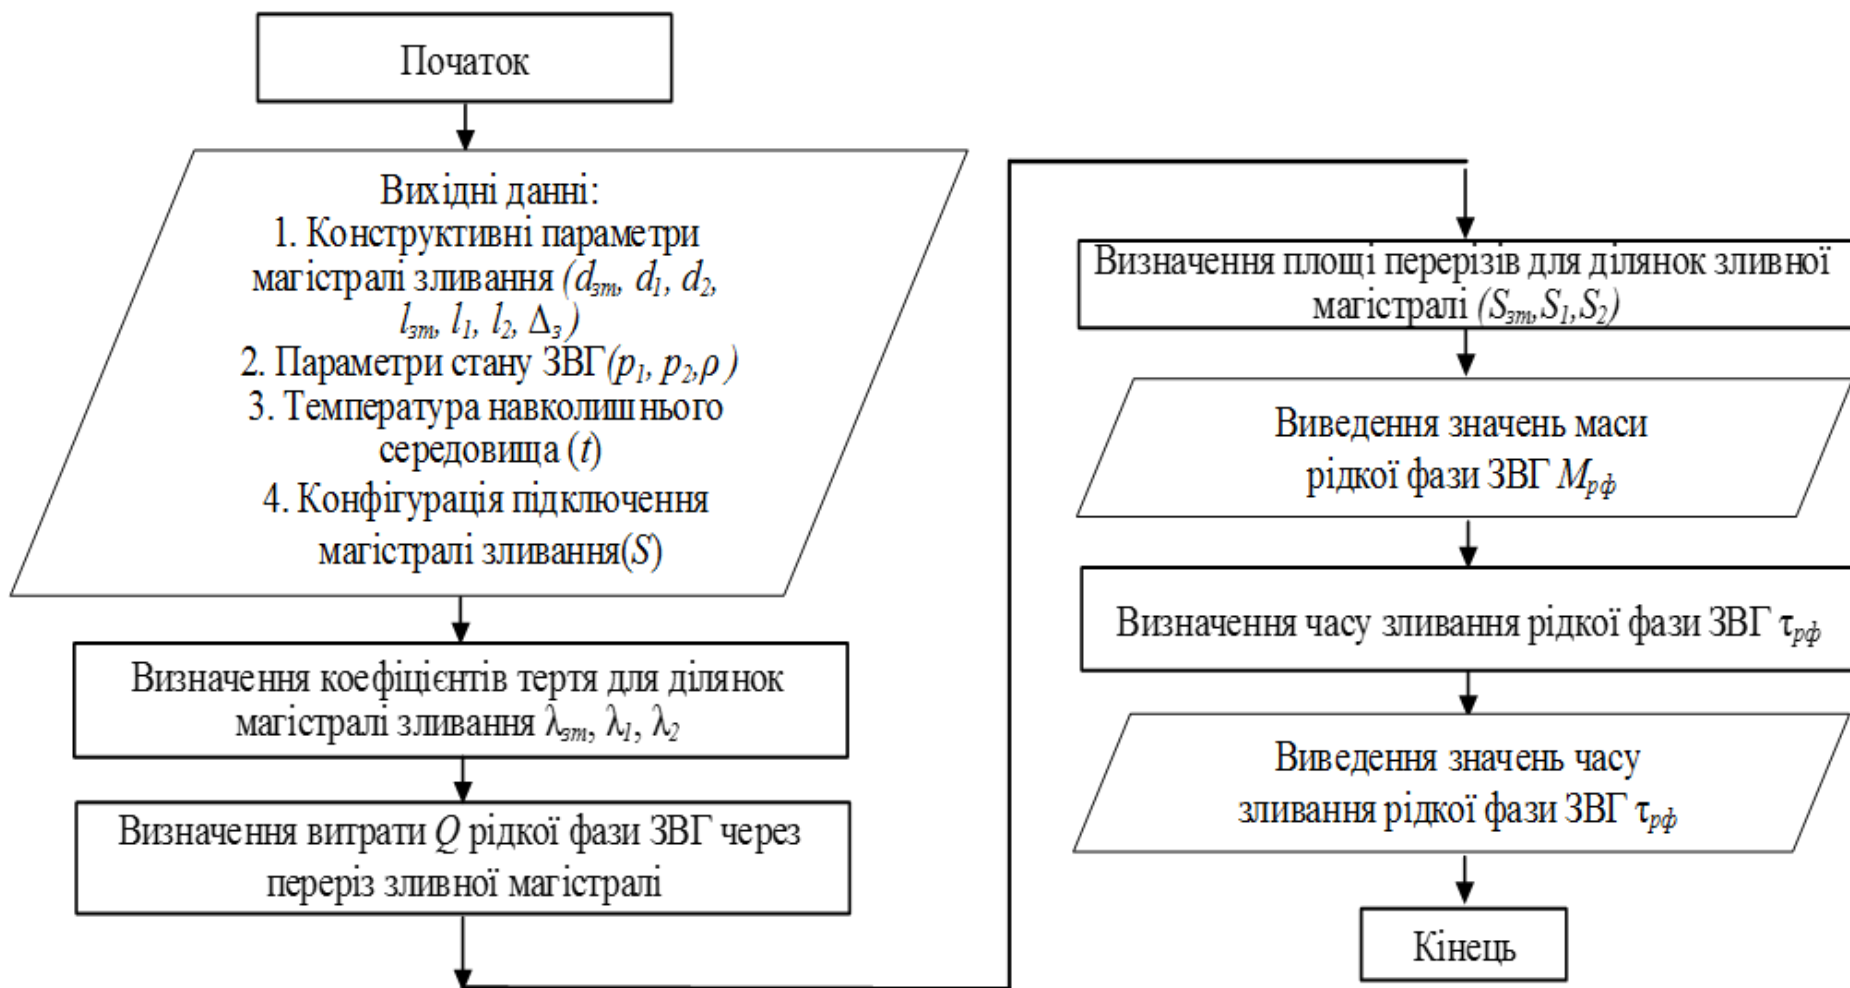 Початок
Вихідні данні:
1. Конструктивні параметри
магістралі зливання (dзт, d1, d2,
lзт, l1, l2, Δз)
2. Параметри стану ЗВГ(p1, p2,ρ )
3. Температура навколишнього
середовища (t)
4. Конфігурація підключення
магістралі зливання(S)
Визначення коефіцієнтів тертя для ділянок
магістралі зливання λзт, λ1, λ2
Визначення витрати Q рідкої фази ЗВГ через
переріз зливної магістралі
Визначення площі перерізів для ділянок зливної
магістралі (Sзт,S1,S2)
Виведення значень маси
рідкої фази ЗВГ Mрф
Визначення часу зливання рідкої фази ЗВГ τрф
Виведення значень часу
зливання рідкої фази ЗВГ τрф
Кінець